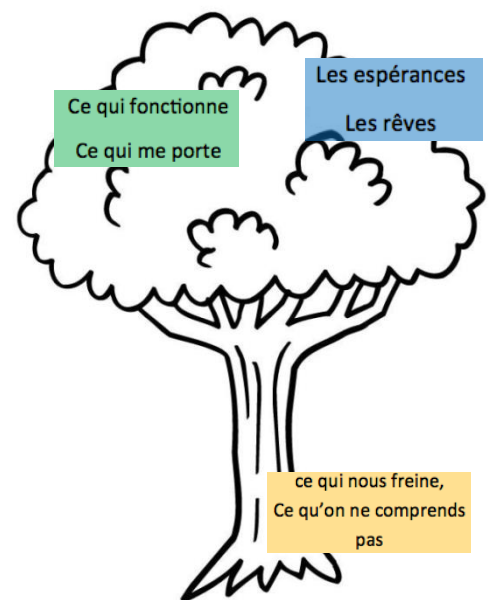 Ce qui fonctionne
Ce qui me porte
Les espérances
Les rêves
ce qui nous freine,
Ce qu’on ne comprends
pas